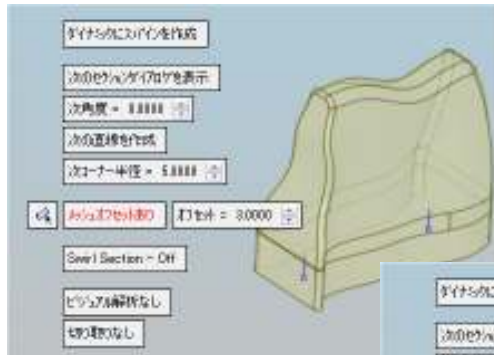 ダイナミックにスパインを作成
次のセクションダイアログを表示
次角度 = 0.0000
次の直線を作成
次コーナー半径 = 5.0000
メッシュオフセットあり オフセット = 3.0000
Swirl Section - Off
ビジュアル解析なし
切り取りなし
ダイナミックに
次のセクショ